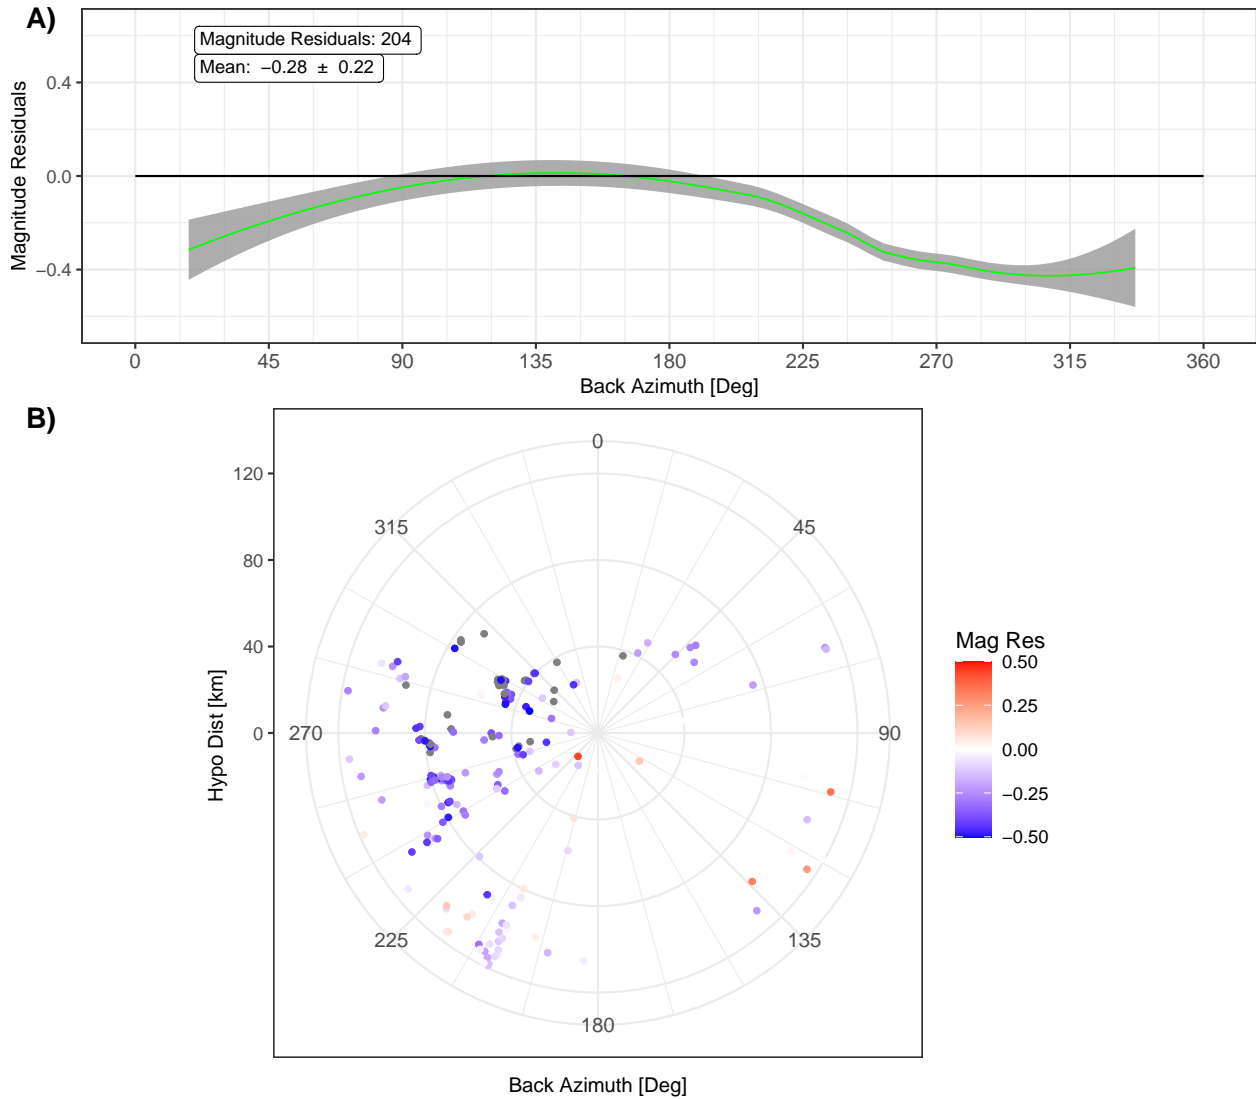 A)
Magnitude Residuals: 204
Mean: −0.28 ± 0.22
Magnitude Residuals
0.4
0.0
−0.4
0 45 90 135 180 225 270 315 360
Back Azimuth [Deg]
B)
Hypo Dist [km]
120
80
40
0
0
45
90
135
180
225
270
315
Back Azimuth [Deg]
Mag Res
0.50
0.25
0.00
−0.25
−0.50